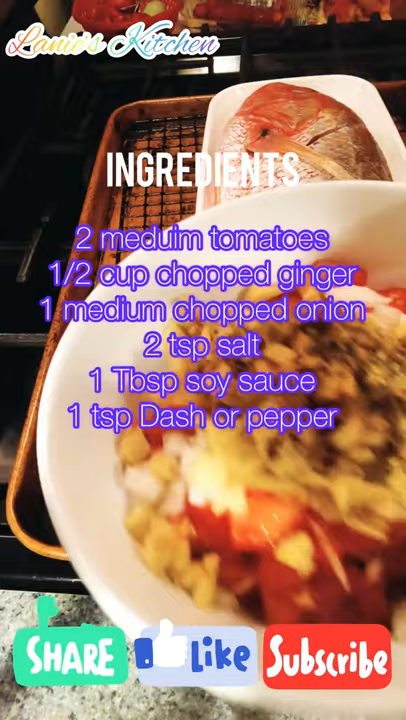 Lanie's Kitchen
INGREDIENTS
2 meduim tomatoes
1/2 cup chopped ginger
1 medium chopped onion
2 tsp salt
1 Tbsp soy sauce
1 tsp Dash or pepper
SHARE Like Subscribe